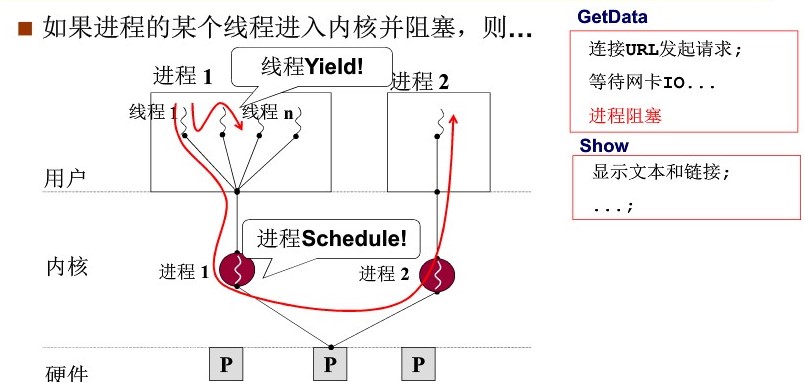 ■ 如果进程的某个线程进入内核并阻塞，则...
进程 1
线程Yield!
进程 2
线程 1
线程 n
用户
进程Schedule!
内核
进程 1
进程 2
硬件
P
P
P
GetData
连接URL发起请求;
等待网卡IO...
进程阻塞
Show
显示文本和链接;
...;